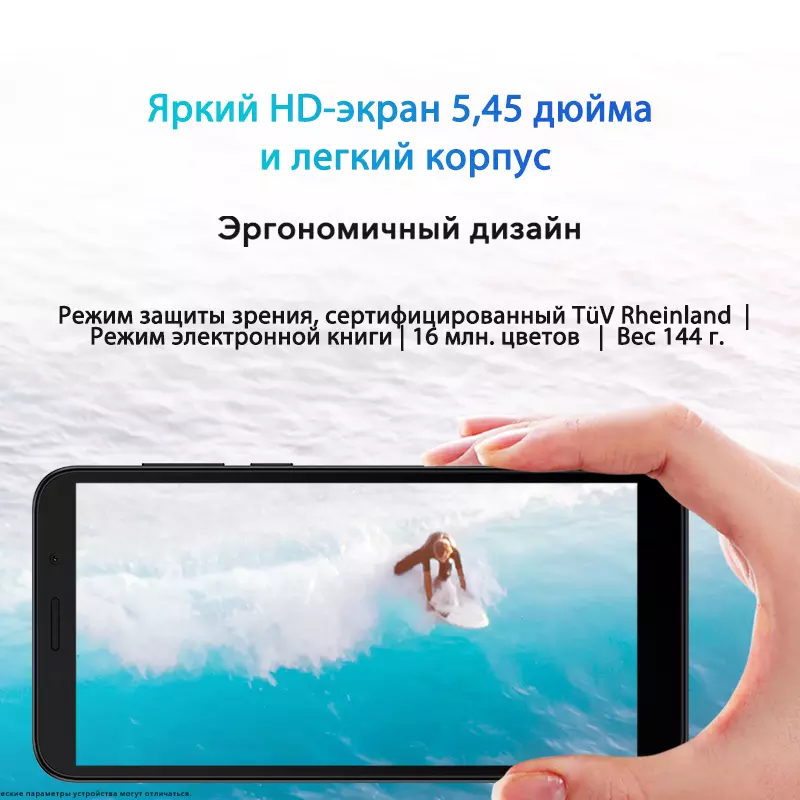 Яркий HD-экран 5,45 дюйма
и легкий корпус
Эргономичный дизайн
Режим защиты зрения, сертифицированный TüV Rheinland |
Режим электронной книги | 16 млн. цветов | Вес 144 г.
еские параметры устройства могут отличаться.